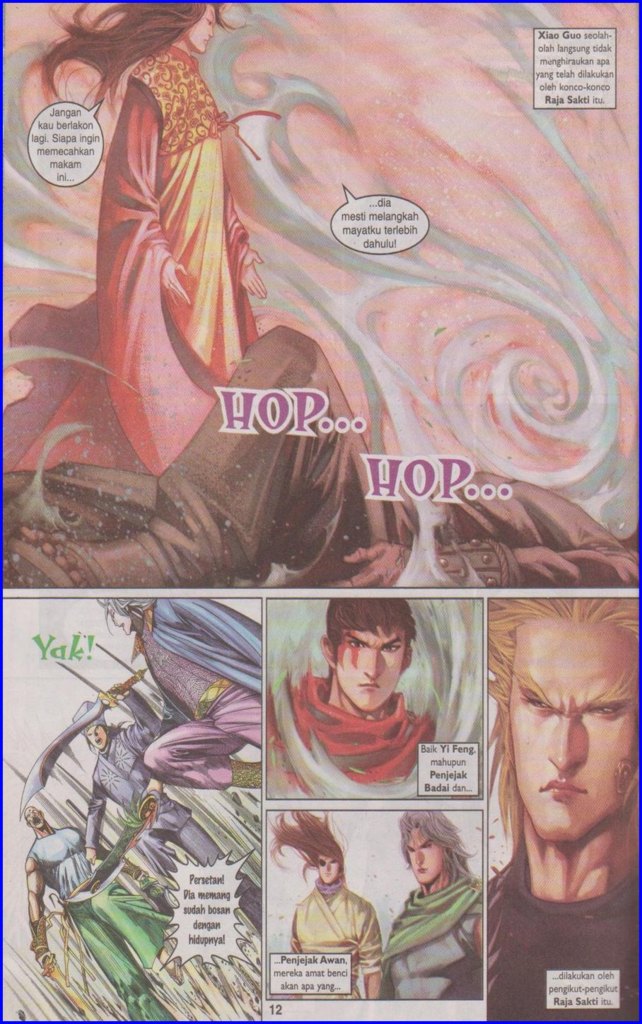 Xiao Guo seolah-
olah langsung tidak
menghiraukan apa
yang telah dilakukan
oleh konco-konco
Raja Sakti itu.
Jangan
kau berlakon
lagi. Siapa ingin
memecahkan
makam
ini...
...dia
mesti melangkah
mayatku terlebih
dahulu!
HOP...
HOP...
Yak!
Persetan!
Dia memang
sudah bosan
dengan
hidupnya!
Baik Yi Feng,
mahupun
Penjejak
Badai dan...
...Penjejak Awan,
mereka amat benci
akan apa yang...
...dilakukan oleh
pengikut-pengikut
Raja Sakti itu.
12